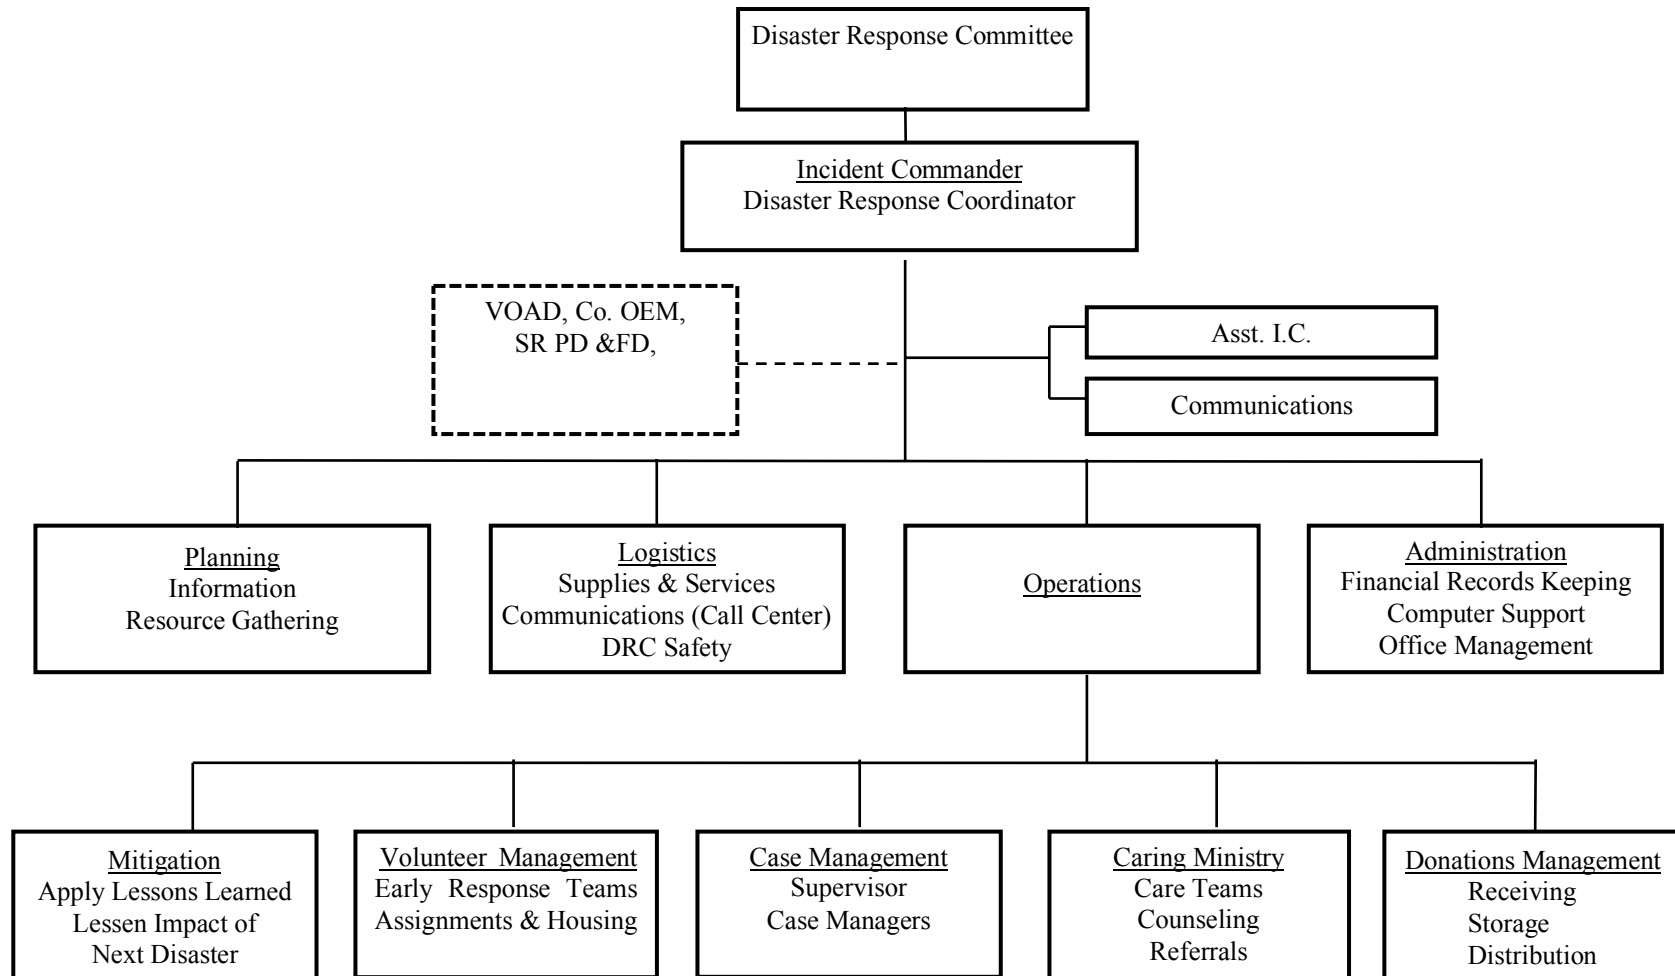 Disaster Response Committee
Incident Commander
Disaster Response Coordinator
VOAD, Co. OEM,
SR PD &FD,
Asst. I.C.
Communications
Planning
Information
Resource Gathering
Logistics
Supplies & Services
Communications (Call Center)
DRC Safety
Operations
Administration
Financial Records Keeping
Computer Support
Office Management
Mitigation
Apply Lessons Learned
Lessen Impact of
Next Disaster
Volunteer Management
Early Response Teams
Assignments & Housing
Case Management
Supervisor
Case Managers
Caring Ministry
Care Teams
Counseling
Referrals
Donations Management
Receiving
Storage
Distribution